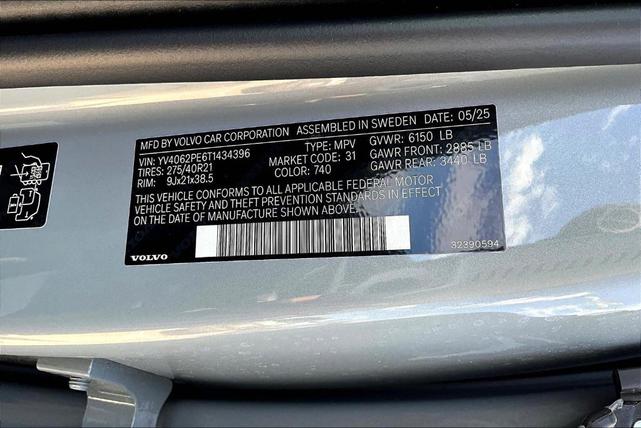 MFD BY VOLVO CAR CORPORATION ASSEMBLED IN SWEDEN DATE: 05/25
VIN: YV4062PE6T1434396 TYPE: MPV GVWR: 6150 LB
TIRES: 275/40R21 MARKET CODE: 31 GAWR FRONT: 2885 LB
RIM: 9Jx21x38.5 COLOR: 740 GAWR REAR: 3440 LB
THIS VEHICLE CONFORMS TO ALL APPLICABLE FEDERAL MOTOR
VEHICLE SAFETY AND THEFT PREVENTION STANDARDS IN EFFECT
ON THE DATE OF MANUFACTURE SHOWN ABOVE
VOLVO
32390594